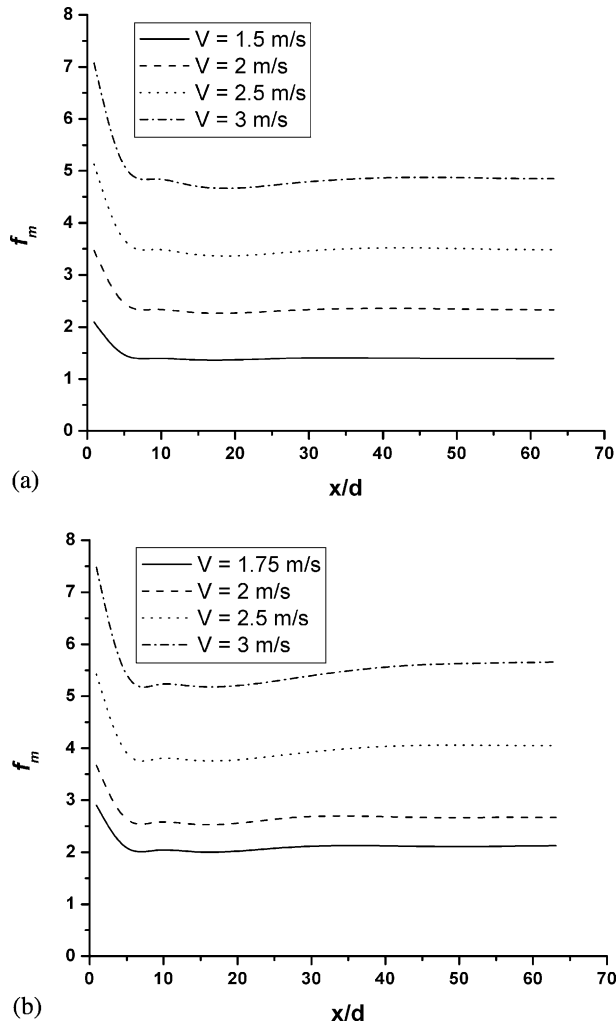 8
7
6
5
4
3
2
1
0
f_m
V = 1.5 m/s
V = 2 m/s
V = 2.5 m/s
V = 3 m/s
0 10 20 30 40 50 60 70
x/d
(a)
8
7
6
5
4
3
2
1
0
f_m
V = 1.75 m/s
V = 2 m/s
V = 2.5 m/s
V = 3 m/s
0 10 20 30 40 50 60 70
x/d
(b)